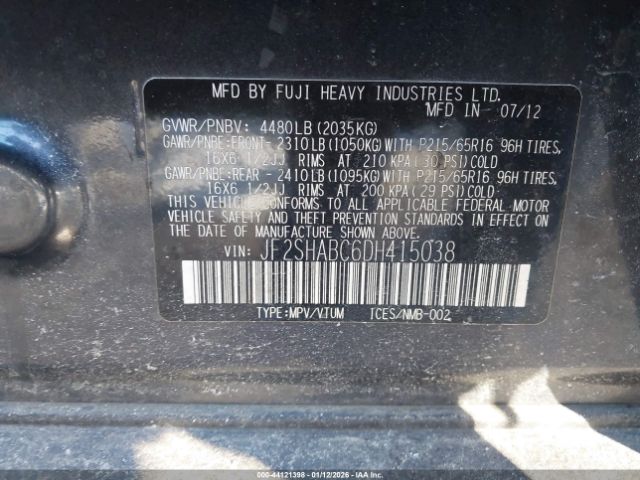 MFD BY FUJI HEAVY INDUSTRIES LTD.
MFD IN 07/12
GVWR/PNBV: 4480LB(2035KG)
GAWR/PNBE:FRONT-2310LB(1050KG)WITH P215/65R16 96H TIRES,
16X6 1/2JJ RIMS AT 210 KPA(30 PSI)COLD
GAWR/PNBE:REAR -2410LB(1095KG)WITH P215/65R16 96H TIRES,
16X6 1/2JJ RIMS AT 200 KPA(29 PSI)COLD
THIS VEHICLE CONFORMS TO ALL APPLICABLE FEDERAL MOTOR
VEHICLE SAFETY AND THEFT PREVENTION STANDARDS IN EFFECT
ON THE DATE OF MANUFACTURE SHOWN ABOVE.
VIN: JF2SHABC6DH415038
TYPE:MPV/V.TUM ICES/NMB-002
000-44121398 - 01/12/2026 - IAA Inc.